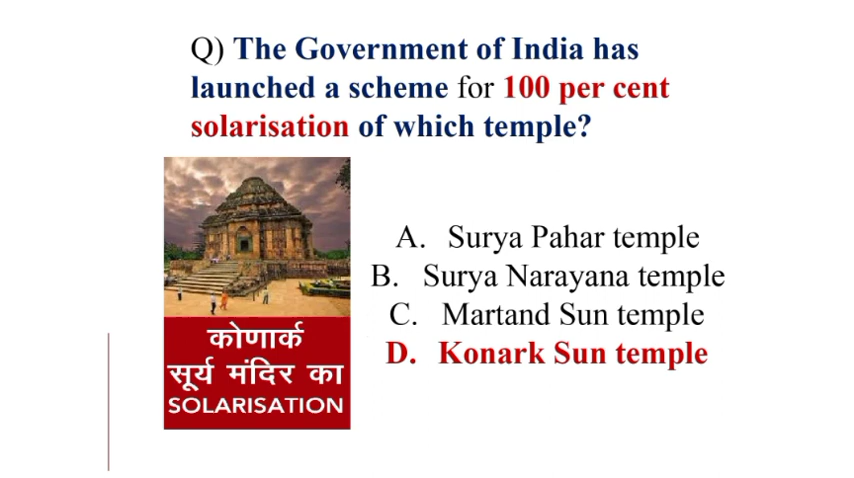 Q) The Government of India has
launched a scheme for 100 per cent
solarisation of which temple?
A. Surya Pahar temple
B. Surya Narayana temple
C. Martand Sun temple
D. Konark Sun temple
कोणार्क
सूर्य मंदिर का
SOLARISATION